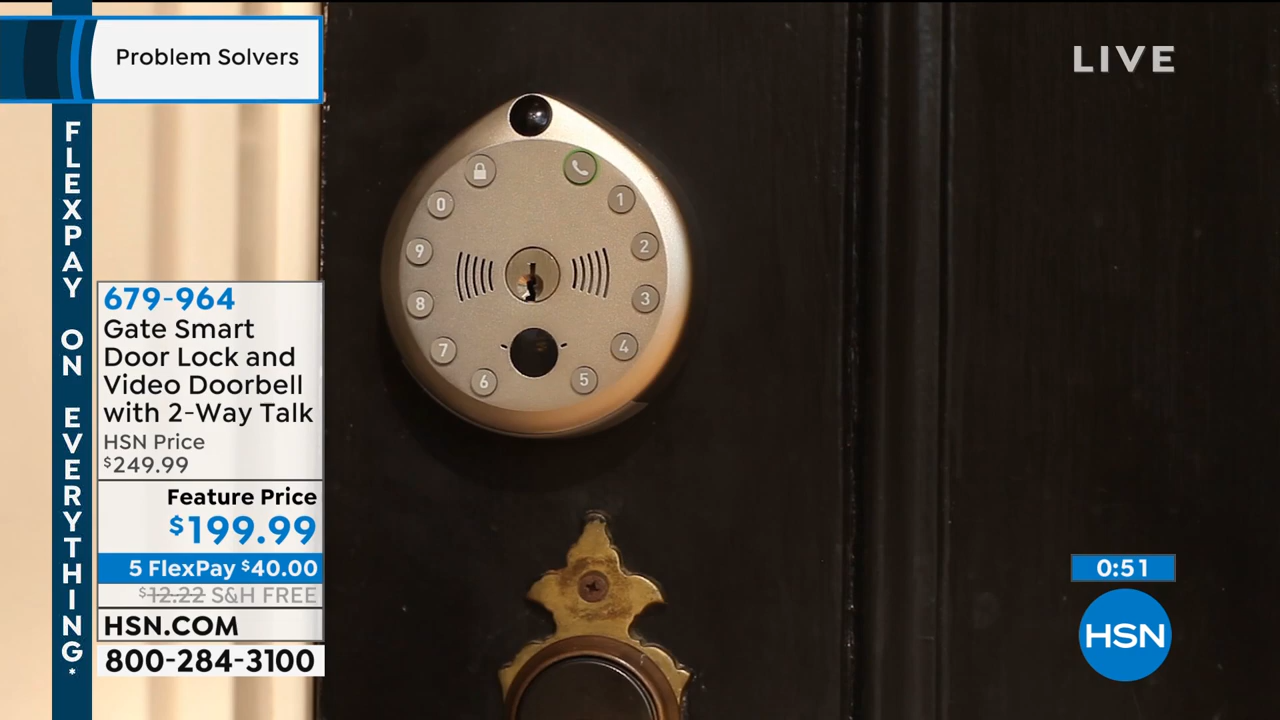 Problem Solvers
LIVE
FLEXPAY ON EVERYTHING*
679-964
Gate Smart
Door Lock and
Video Doorbell
with 2-Way Talk
HSN Price
$249.99
Feature Price
$199.99
5 FlexPay $40.00
$12.22 S&H FREE
HSN.COM
800-284-3100
0
1
9
2
8
3
7
4
6
5
0:51
HSN